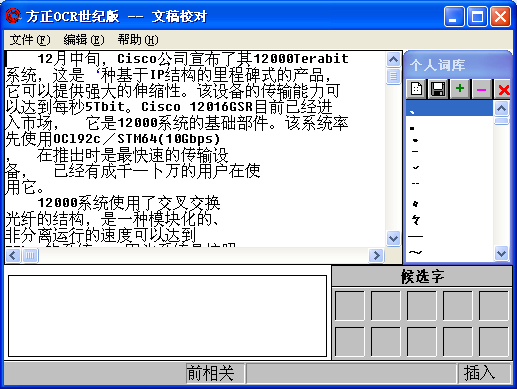 方正OCR世纪版 -- 文稿校对
文件(F) 编辑(E) 帮助(H)
12月中旬，Cisco公司宣布了其12000Terabit
系统，这是‘种基于IP结构的里程碑式的产品，
它可以提供强大的伸缩性。该设备的传输能力可
以达到每秒5Tbit。Cisco 12016GSR目前已经进
入市场， 它是12000系统的基础部件。该系统率
先使用OCl92c／STM64(10Gbps)
， 在推出时是最快速的传输设
备， 已经有成千一卜万的用户在使
用它。
12000系统使用了交叉交换
光纤的结构，是一种模块化的、
非分离运行的速度可以达到
个人词库
、
候选字
前相关
插入